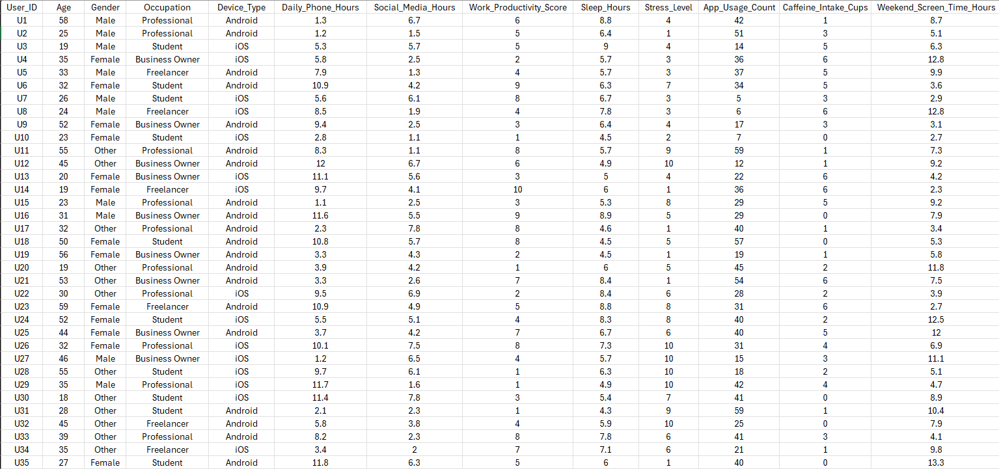 User_ID Age Gender Occupation Device_Type Daily_Phone_Hours Social_Media_Hours Work_Productivity_Score Sleep_Hours Stress_Level App_Usage_Count Caffeine_Intake_Cups Weekend_Screen_Time_Hours
U1 58 Male Professional Android 1.3 6.7 6 8.8 4 42 1 8.7
U2 25 Male Professional Android 1.2 1.5 5 6.4 1 51 3 5.1
U3 19 Male Student iOS 5.3 5.7 5 9 4 14 5 6.3
U4 35 Female Business Owner iOS 5.8 2.5 2 5.7 3 36 6 12.8
U5 33 Male Freelancer Android 7.9 1.3 4 5.7 3 37 5 9.9
U6 32 Female Student Android 10.9 4.2 9 6.3 7 34 5 3.6
U7 26 Male Student iOS 5.6 6.1 8 6.7 3 5 3 2.9
U8 24 Male Freelancer iOS 8.5 1.9 4 7.8 3 6 6 12.8
U9 52 Female Business Owner Android 9.4 2.5 3 6.4 4 17 3 3.1
U10 23 Female Student iOS 2.8 1.1 1 4.5 2 7 0 2.7
U11 55 Other Professional Android 8.3 1.1 8 5.7 9 59 1 7.3
U12 45 Other Business Owner Android 12 6.7 6 4.9 10 12 1 9.2
U13 20 Female Business Owner iOS 11.1 5.6 3 5 4 22 6 4.2
U14 19 Female Freelancer iOS 9.7 4.1 10 6 1 36 6 2.3
U15 23 Male Professional Android 1.1 2.5 3 5.3 8 29 5 9.2
U16 31 Male Business Owner Android 11.6 5.5 9 8.9 5 29 0 7.9
U17 32 Other Professional Android 2.3 7.8 8 4.6 1 40 1 3.4
U18 50 Female Student Android 10.8 5.7 8 4.5 5 57 0 5.3
U19 56 Female Business Owner Android 3.3 4.3 2 4.5 1 19 1 5.8
U20 19 Other Professional Android 3.9 4.2 1 6 5 45 2 11.8
U21 53 Other Business Owner Android 3.3 2.6 7 8.4 1 54 6 7.5
U22 30 Other Professional iOS 9.5 6.9 2 8.4 6 28 2 3.9
U23 59 Female Freelancer Android 10.9 4.9 5 8.8 8 31 6 2.7
U24 52 Female Student iOS 5.5 5.1 4 8.3 8 40 2 12.5
U25 44 Female Business Owner Android 3.7 4.2 7 6.7 6 40 5 12
U26 32 Female Professional iOS 10.1 7.5 8 7.3 10 31 4 6.9
U27 46 Male Business Owner iOS 1.2 6.5 4 5.7 10 15 3 11.1
U28 55 Other Student iOS 9.7 6.1 1 6.3 10 18 2 5.1
U29 35 Male Professional iOS 11.7 1.6 1 4.9 10 42 4 4.7
U30 18 Other Student iOS 11.4 7.8 3 5.4 7 41 0 8.9
U31 28 Other Student Android 2.1 2.3 1 4.3 9 59 1 10.4
U32 45 Other Freelancer Android 5.8 3.8 4 5.9 10 25 0 7.9
U33 39 Other Professional Android 8.2 2.3 8 7.8 6 41 3 4.1
U34 35 Other Freelancer iOS 3.4 2 7 7.1 6 21 1 9.8
U35 27 Female Student Android 11.8 6.3 5 6 1 40 0 13.3